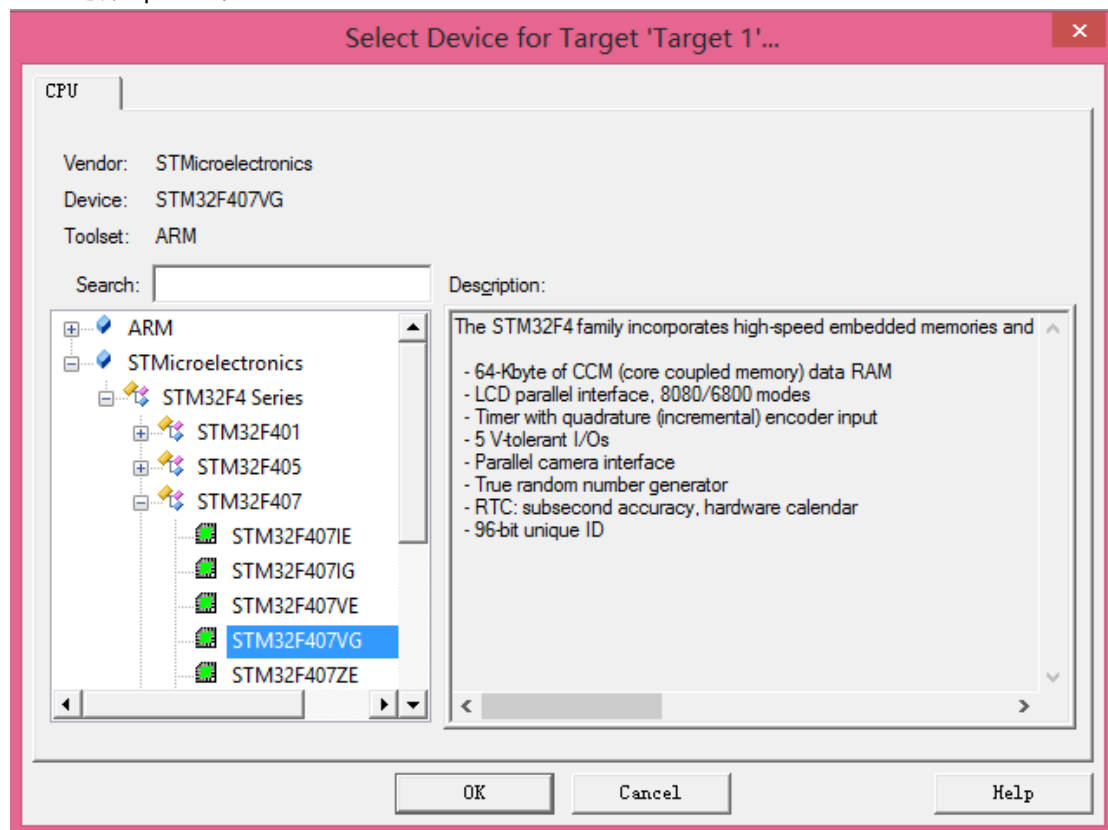 Select Device for Target 'Target 1'...
CPU
Vendor: STMicroelectronics
Device: STM32F407VG
Toolset: ARM
Search:
Description:
ARM
STMicroelectronics
STM32F4 Series
STM32F401
STM32F405
STM32F407
STM32F407IE
STM32F407IG
STM32F407VE
STM32F407VG
STM32F407ZE
The STM32F4 family incorporates high-speed embedded memories and
- 64-Kbyte of CCM (core coupled memory) data RAM
- LCD parallel interface, 8080/6800 modes
- Timer with quadrature (incremental) encoder input
- 5 V-tolerant I/Os
- Parallel camera interface
- True random number generator
- RTC: subsecond accuracy, hardware calendar
- 96-bit unique ID
OK
Cancel
Help